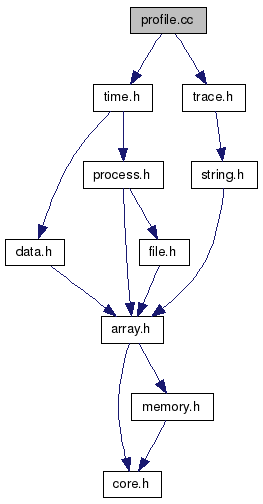 profile.cc
time.h
trace.h
process.h
string.h
data.h
file.h
array.h
memory.h
core.h